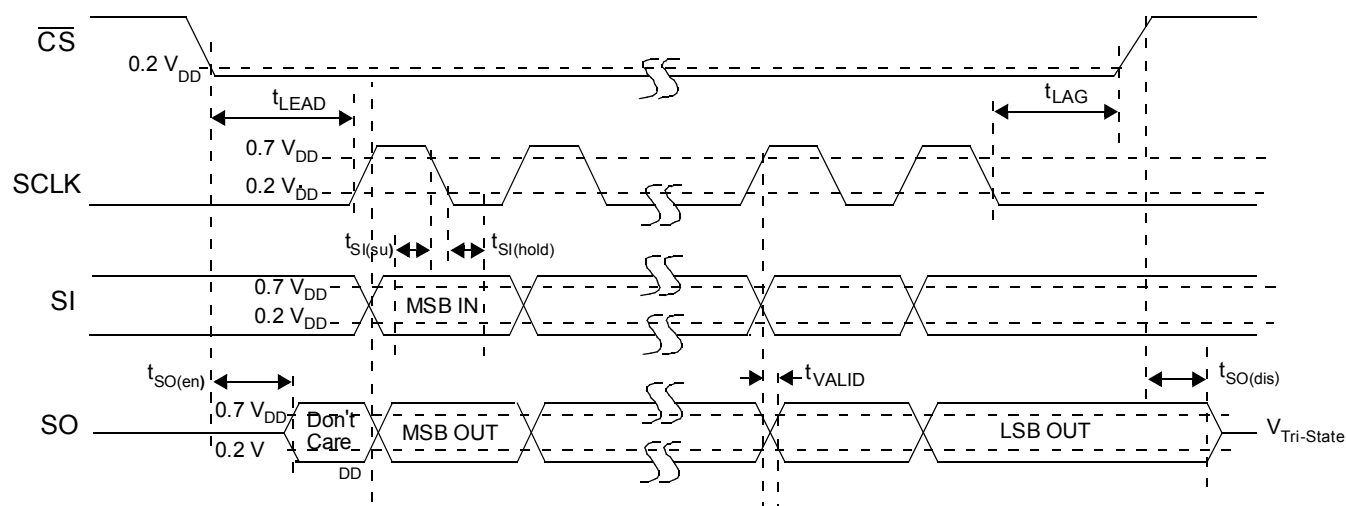 CS
0.2 VDD
tLEAD
tLAG
0.7 VDD
SCLK
0.2 VDD
tSI(su)
tSI(hold)
SI
0.7 VDD
MSB IN
0.2 VDD
tSO(en)
tVALID
tSO(dis)
SO
0.7 VDD
Don't
Care
MSB OUT
LSB OUT
VTri-State
0.2 V
DD